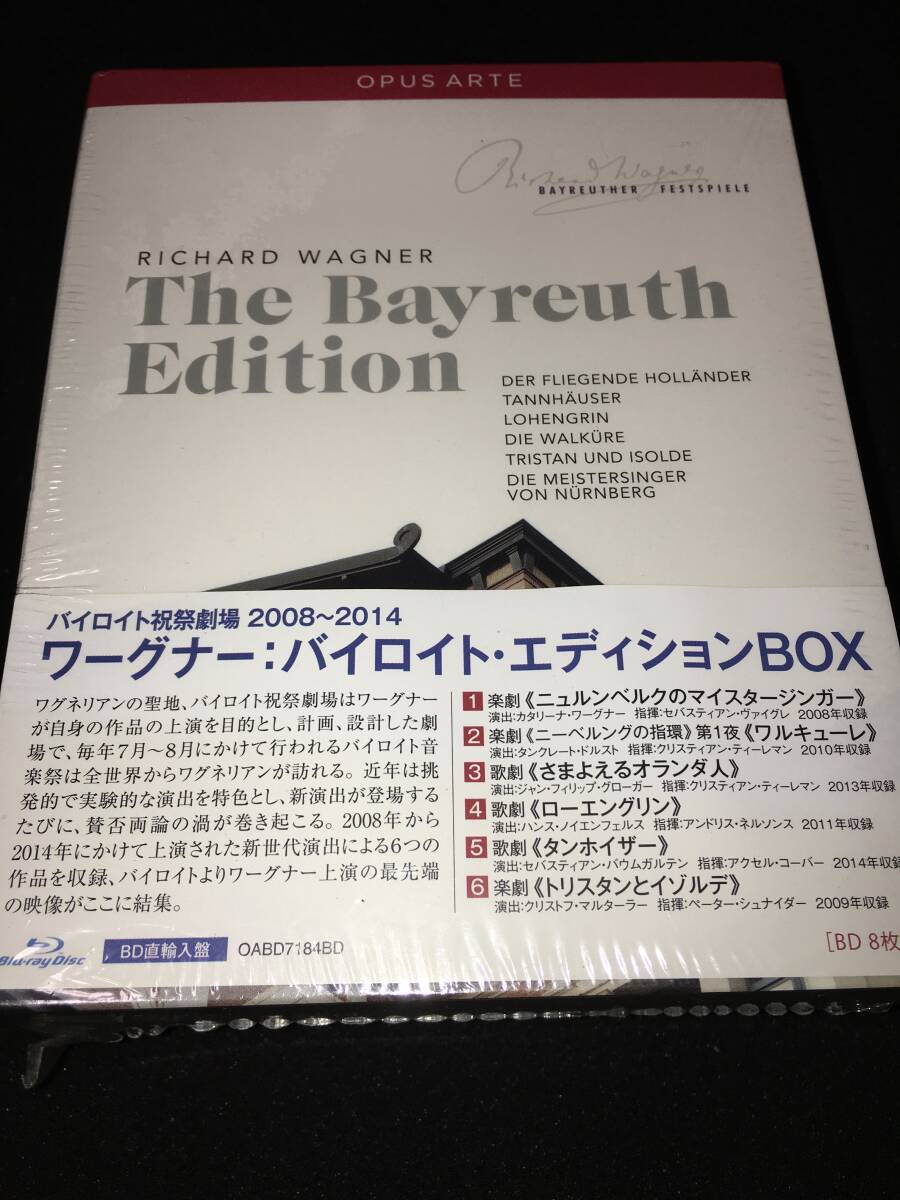 OPUS ARTE
Richard Wagner
BAYREUTHER FESTSPIELE
RICHARD WAGNER
The Bayreuth
Edition
DER FLIEGENDE HOLLÄNDER
TANNHÄUSER
LOHENGRIN
DIE WALKÜRE
TRISTAN UND ISOLDE
DIE MEISTERSINGER
VON NÜRNBERG
バイロイト祝祭劇場 2008〜2014
ワーグナー:バイロイト・エディションBOX
ワグネリアンの聖地、バイロイト祝祭劇場はワーグナー
が自身の作品の上演を目的とし、計画、設計した劇
場で、毎年7月〜8月にかけて行われるバイロイト音
楽祭は全世界からワグネリアンが訪れる。近年は挑
発的で実験的な演出を特色とし、新演出が登場する
たびに、賛否両論の渦が巻き起こる。2008年から
2014年にかけて上演された新世代演出による6つの
作品を収録、バイロイトよりワーグナー上演の最先端
の映像がここに結集。
1 楽劇《ニュルンベルクのマイスタージンガー》
演出:カタリーナ・ワーグナー 指揮:セバスティアン・ヴァイグレ 2008年収録
2 楽劇《ニーベルングの指環》第1夜《ワルキューレ》
演出:タンクレート・ドルスト 指揮:クリスティアン・ティーレマン 2010年収録
3 歌劇《さまよえるオランダ人》
演出:ジャン・フィリップ・グローガー 指揮:クリスティアン・ティーレマン 2013年収録
4 歌劇《ローエングリン》
演出:ハンス・ノイエンフェルス 指揮:アンドリス・ネルソンス 2011年収録
5 歌劇《タンホイザー》
演出:セバスティアン・バウムガルテン 指揮:アクセル・コーバー 2014年収録
6 楽劇《トリスタンとイゾルデ》
演出:クリストフ・マルターラー 指揮:ペーター・シュナイダー 2009年収録
Blu-ray Disc
BD直輸入盤
OABD7184BD
[BD 8枚